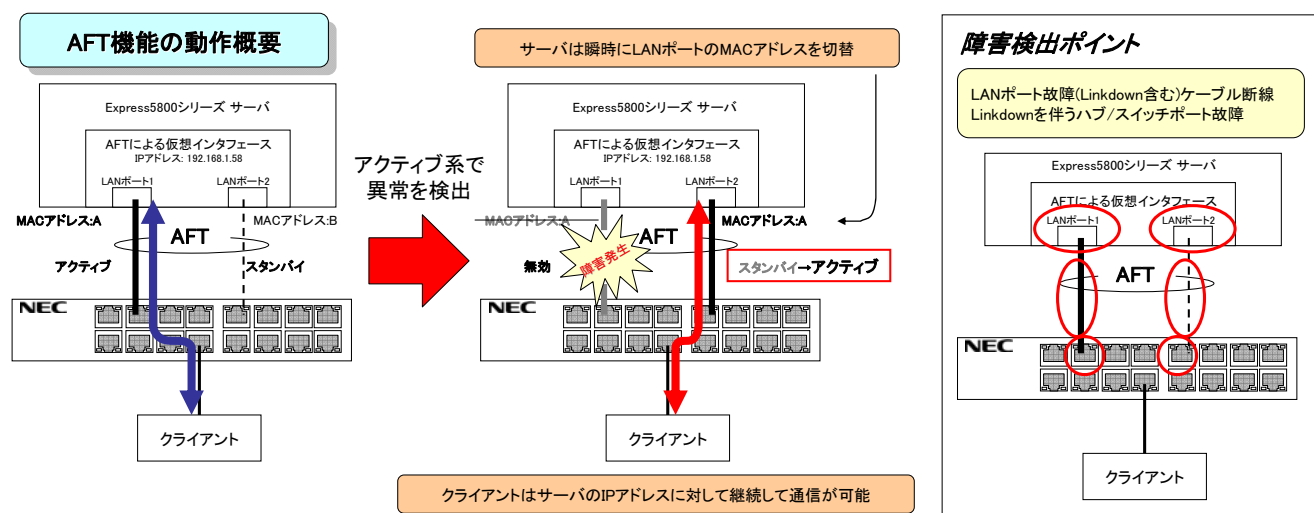 AFT機能の動作概要
Express5800シリーズ サーバ
AFTによる仮想インタフェース
IPアドレス: 192.168.1.58
LANポート1
LANポート2
MACアドレス:A
MACアドレス:B
AFT
アクティブ
スタンバイ
NEC
クライアント
アクティブ系で
異常を検出
サーバは瞬時にLANポートのMACアドレスを切替
Express5800シリーズ サーバ
AFTによる仮想インタフェース
IPアドレス: 192.168.1.58
LANポート1
LANポート2
MACアドレス:A
MACアドレス:A
AFT
障害発生
無効
スタンバイ→アクティブ
NEC
クライアント
クライアントはサーバのIPアドレスに対して継続して通信が可能
障害検出ポイント
LANポート故障(Linkdown含む)ケーブル断線
Linkdownを伴うハブ/スイッチポート故障
Express5800シリーズ サーバ
AFTによる仮想インタフェース
LANポート1
LANポート2
AFT
NEC
クライアント